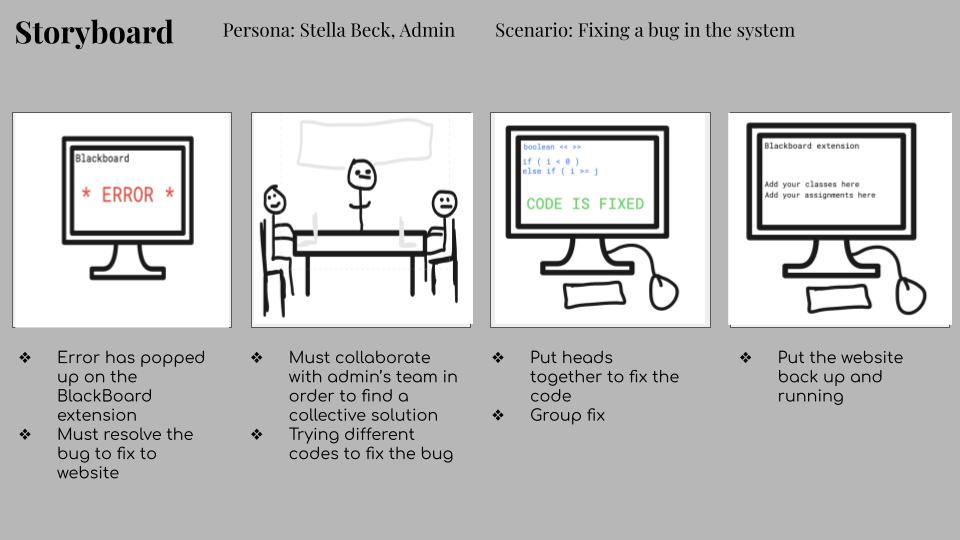 Storyboard
Persona: Stella Beck, Admin
Scenario: Fixing a bug in the system
Blackboard
* ERROR *
boolean << >>
if ( i < 0 )
else if ( i >= j
CODE IS FIXED
Blackboard extension
Add your classes here
Add your assignments here
❖ Error has popped
up on the
BlackBoard
extension
❖ Must resolve the
bug to fix to
website
❖ Must collaborate
with admin’s team in
order to find a
collective solution
❖ Trying different
codes to fix the bug
❖ Put heads
together to fix the
code
❖ Group fix
❖ Put the website
back up and
running